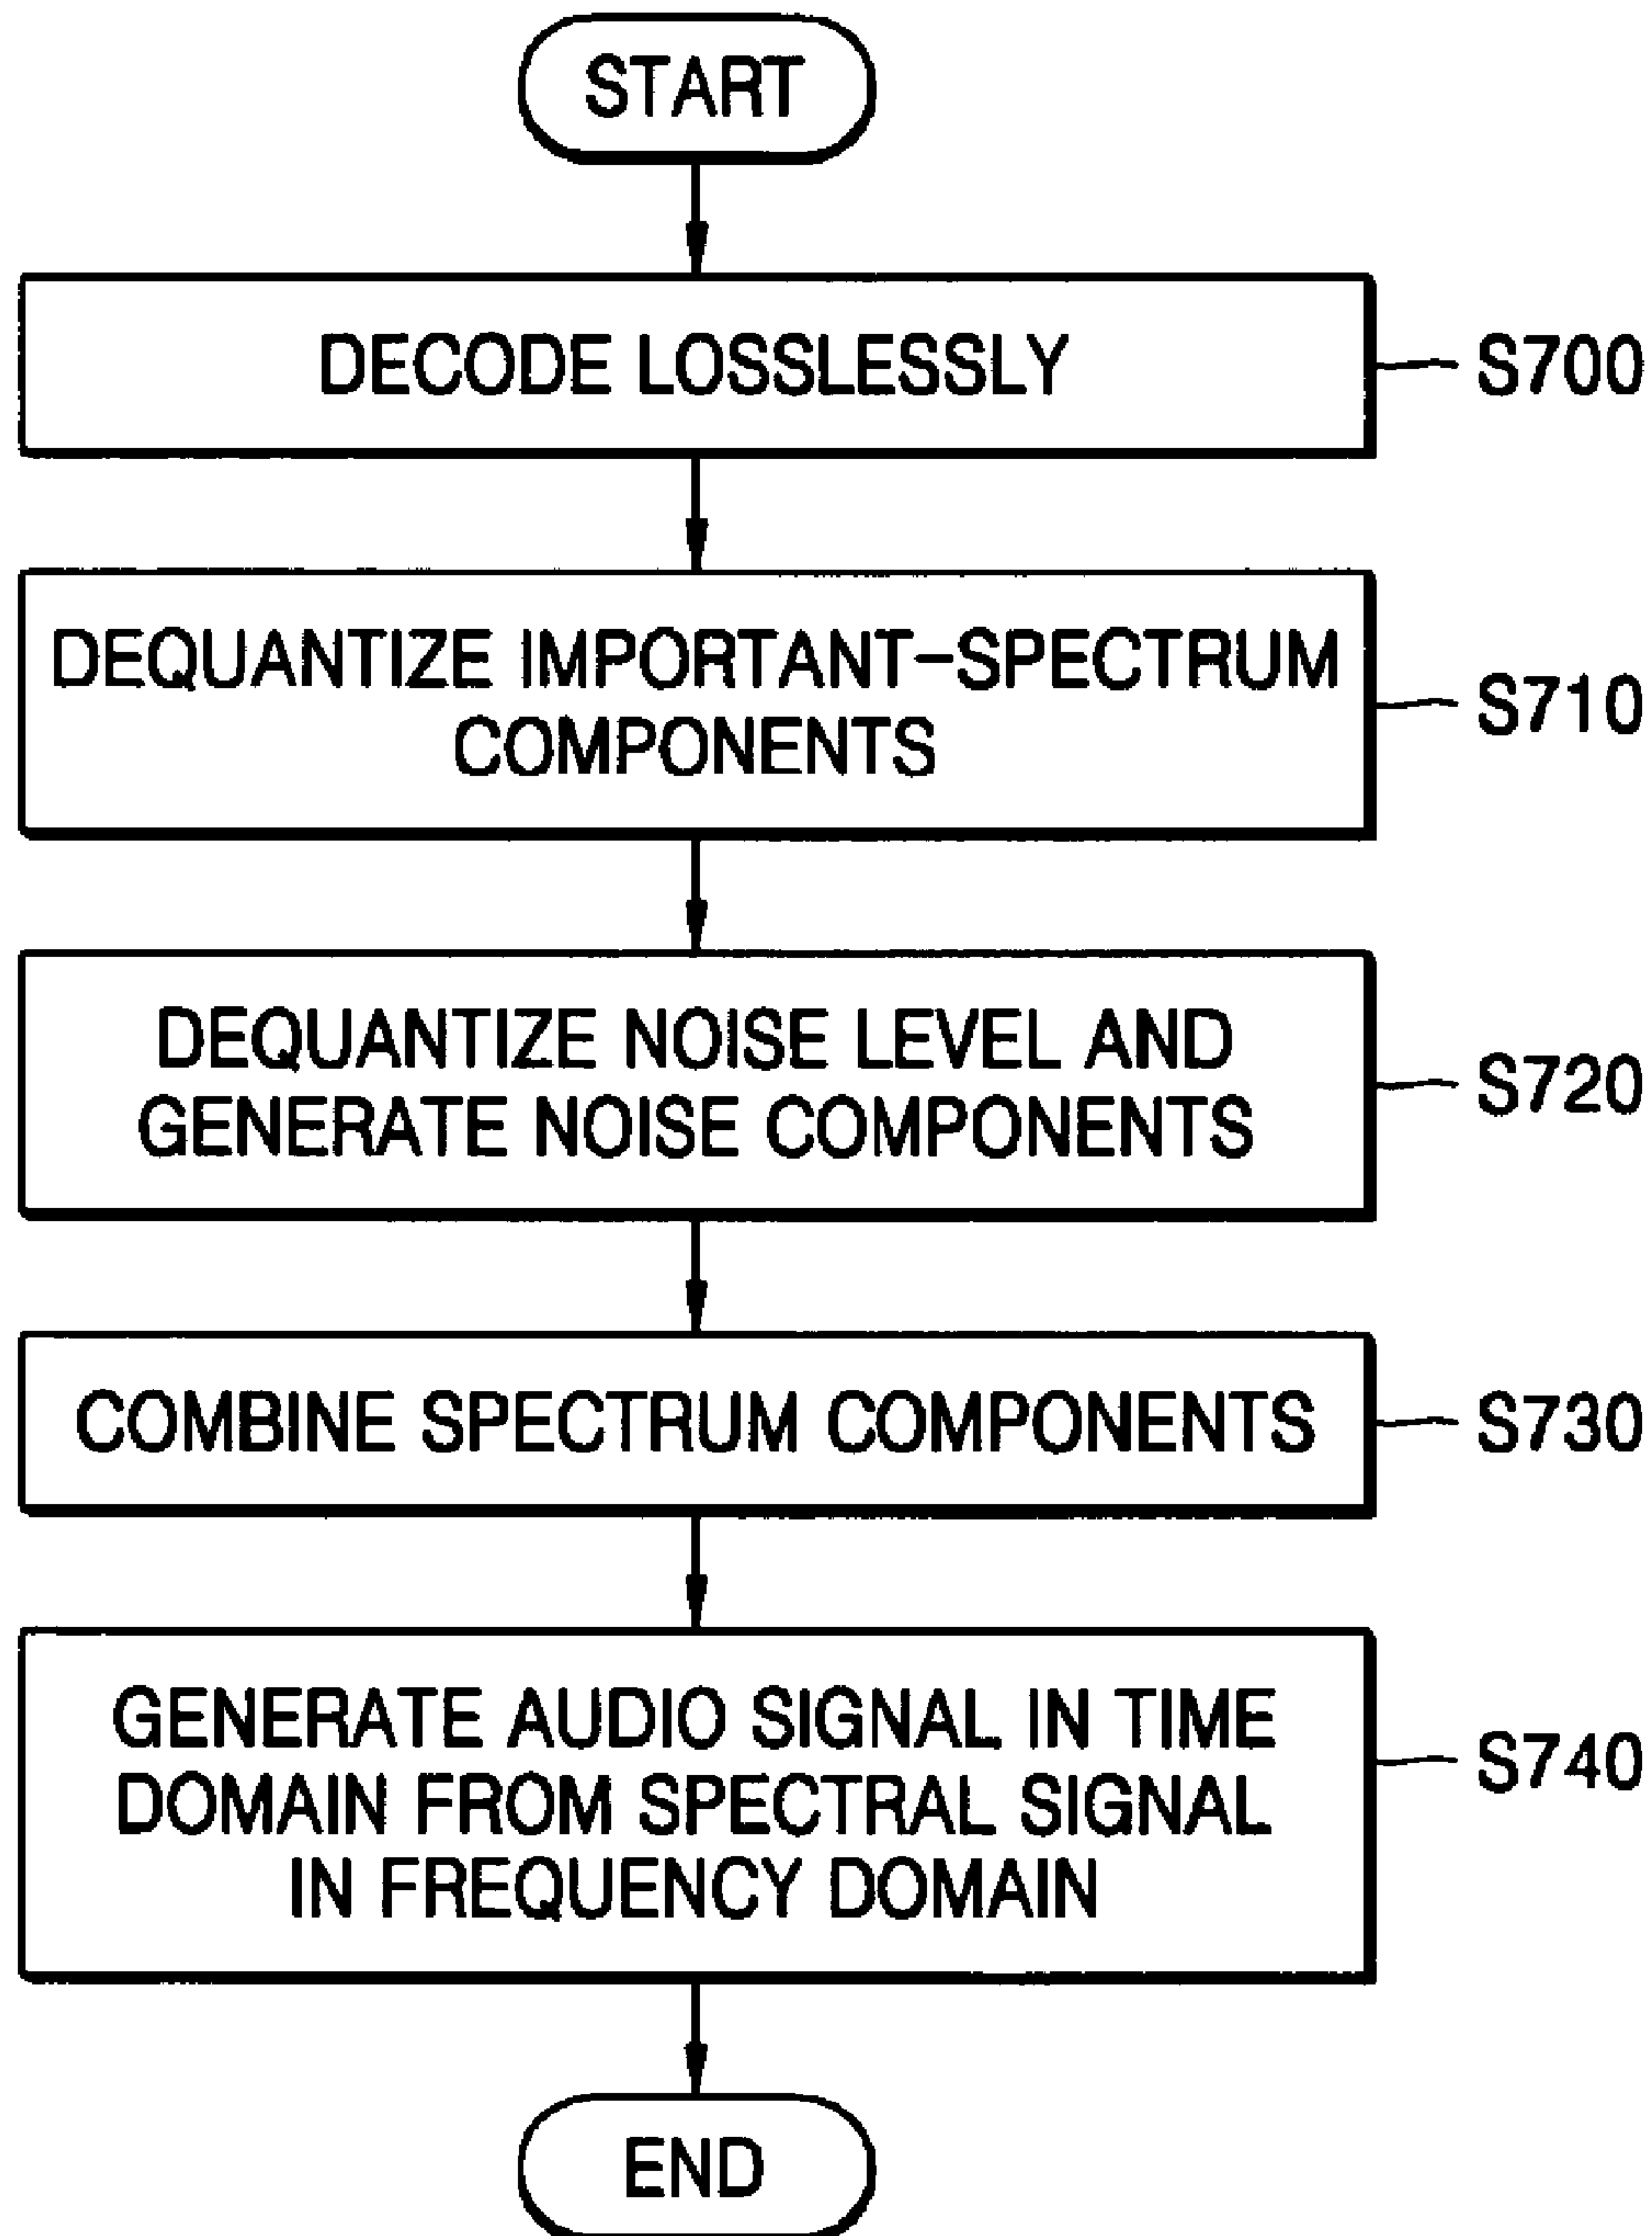 START
DECODE LOSSLESSLY
S700
DEQUANTIZE IMPORTANT-SPECTRUM
COMPONENTS
S710
DEQUANTIZE NOISE LEVEL AND
GENERATE NOISE COMPONENTS
S720
COMBINE SPECTRUM COMPONENTS
S730
GENERATE AUDIO SIGNAL IN TIME
DOMAIN FROM SPECTRAL SIGNAL
IN FREQUENCY DOMAIN
S740
END